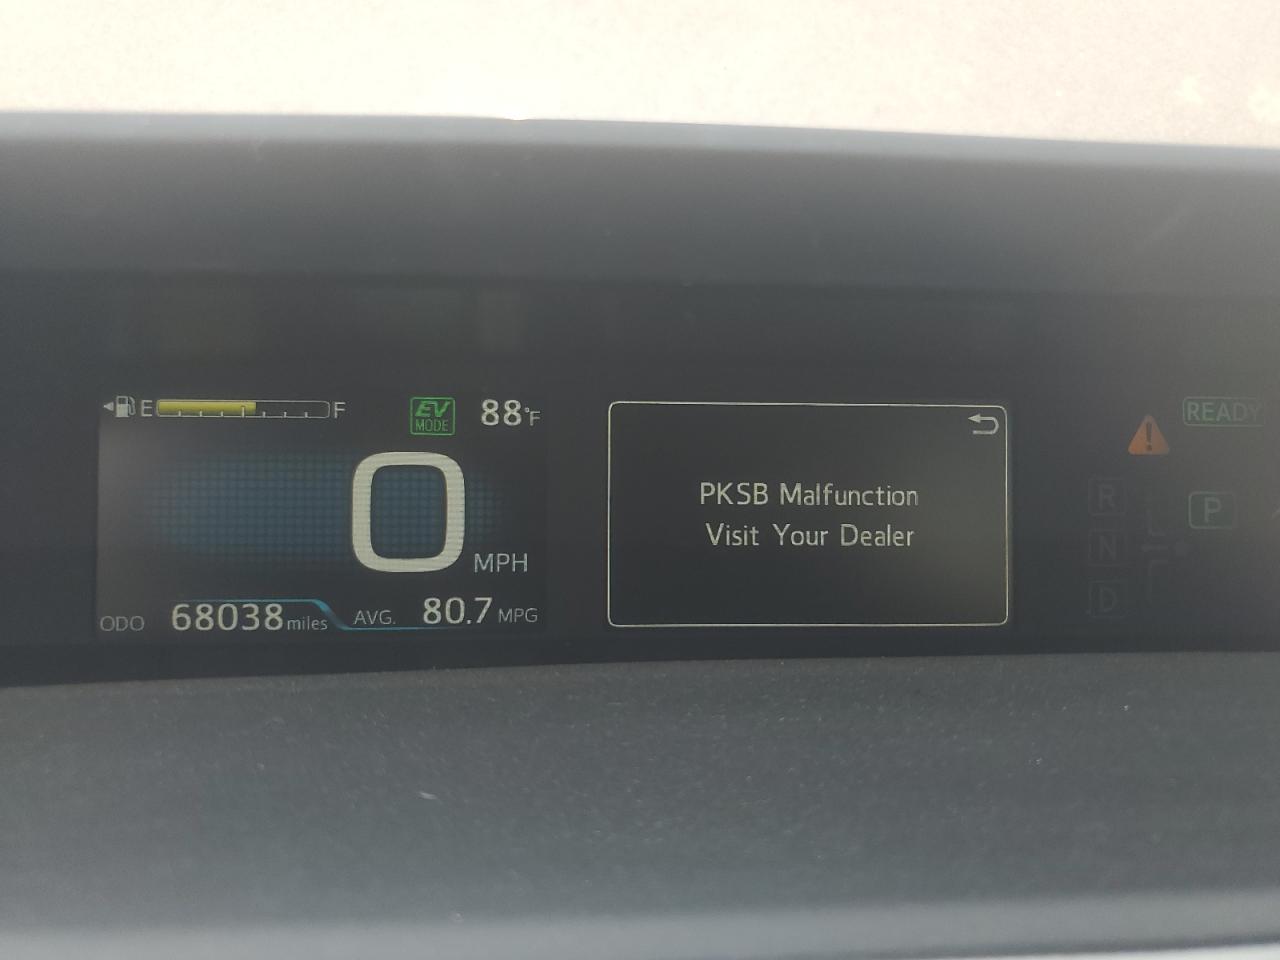 E F
EV
MODE
88°F
0
MPH
ODO 68038 miles
AVG. 80.7 MPG
PKSB Malfunction
Visit Your Dealer
READY
R
N
D
P